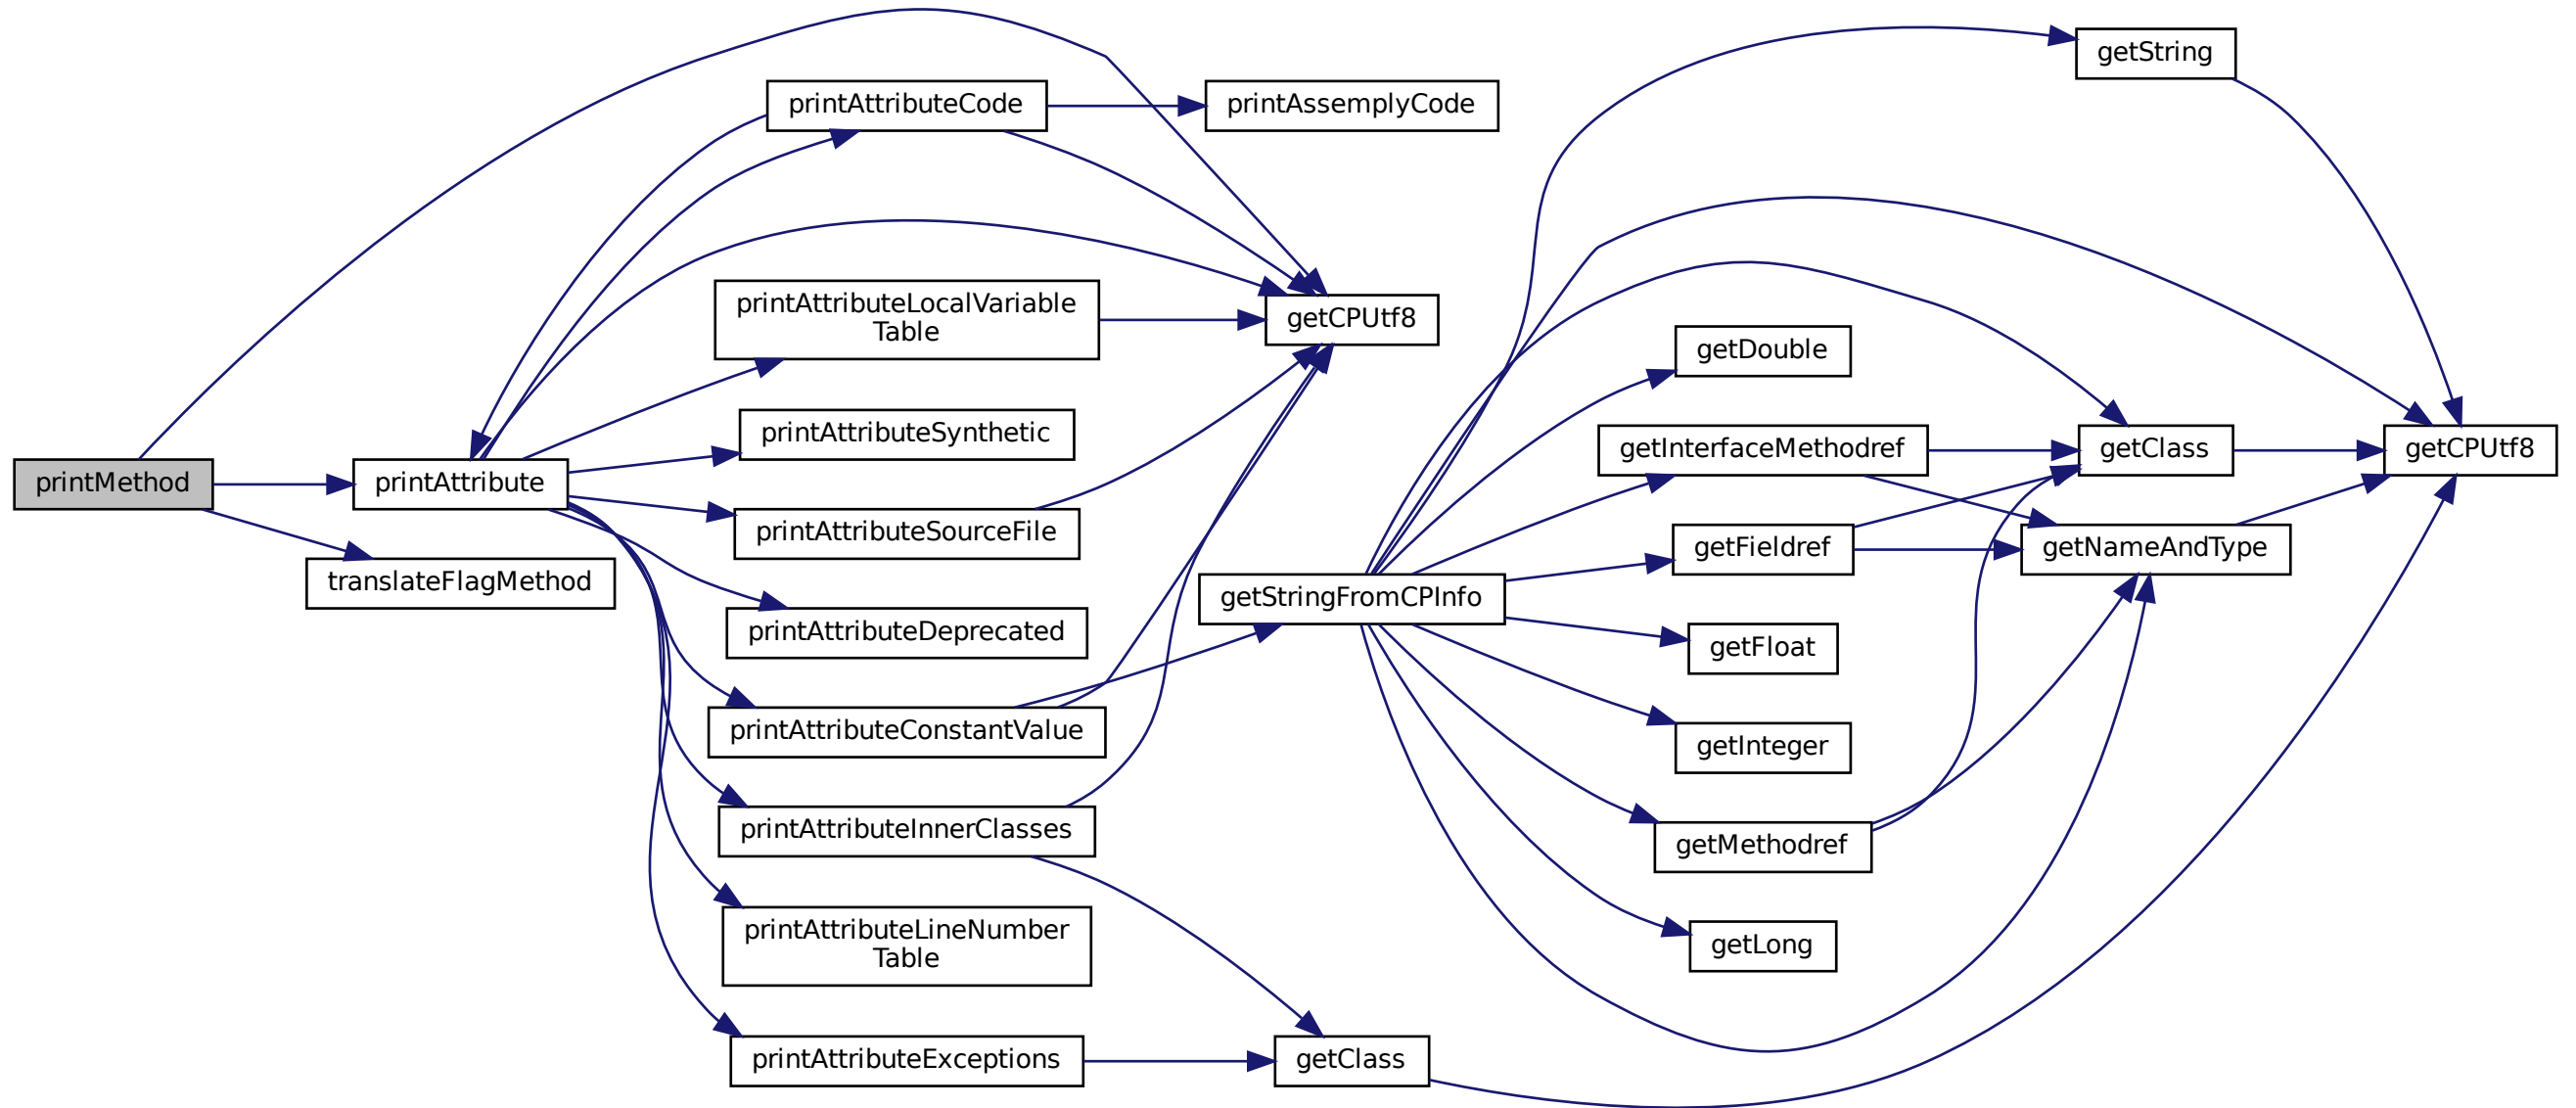 printMethod
printAttribute
translateFlagMethod
printAttributeCode
printAttributeLocalVariable
Table
printAttributeSynthetic
printAttributeSourceFile
printAttributeDeprecated
printAttributeConstantValue
printAttributeInnerClasses
printAttributeLineNumber
Table
printAttributeExceptions
printAssemplyCode
getCPUtf8
getStringFromCPInfo
getClass
getDouble
getInterfaceMethodref
getFieldref
getFloat
getInteger
getMethodref
getLong
getString
getClass
getNameAndType
getCPUtf8